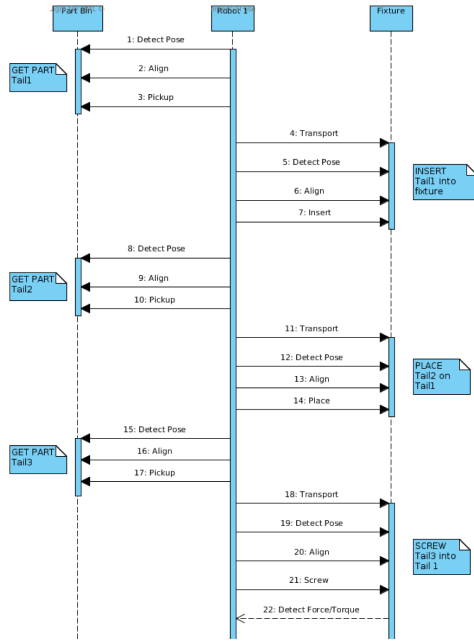 Part Bin
Robot 1
Fixture
1: Detect Pose
GET PART
Tail1
2: Align
3: Pickup
4: Transport
5: Detect Pose
INSERT
Tail1 into
fixture
6: Align
7: Insert
8: Detect Pose
GET PART
Tail2
9: Align
10: Pickup
11: Transport
12: Detect Pose
PLACE
Tail2 on
Tail1
13: Align
14: Place
15: Detect Pose
GET PART
Tail3
16: Align
17: Pickup
18: Transport
19: Detect Pose
SCREW
Tail3 into
Tail 1
20: Align
21: Screw
22: Detect Force/Torque